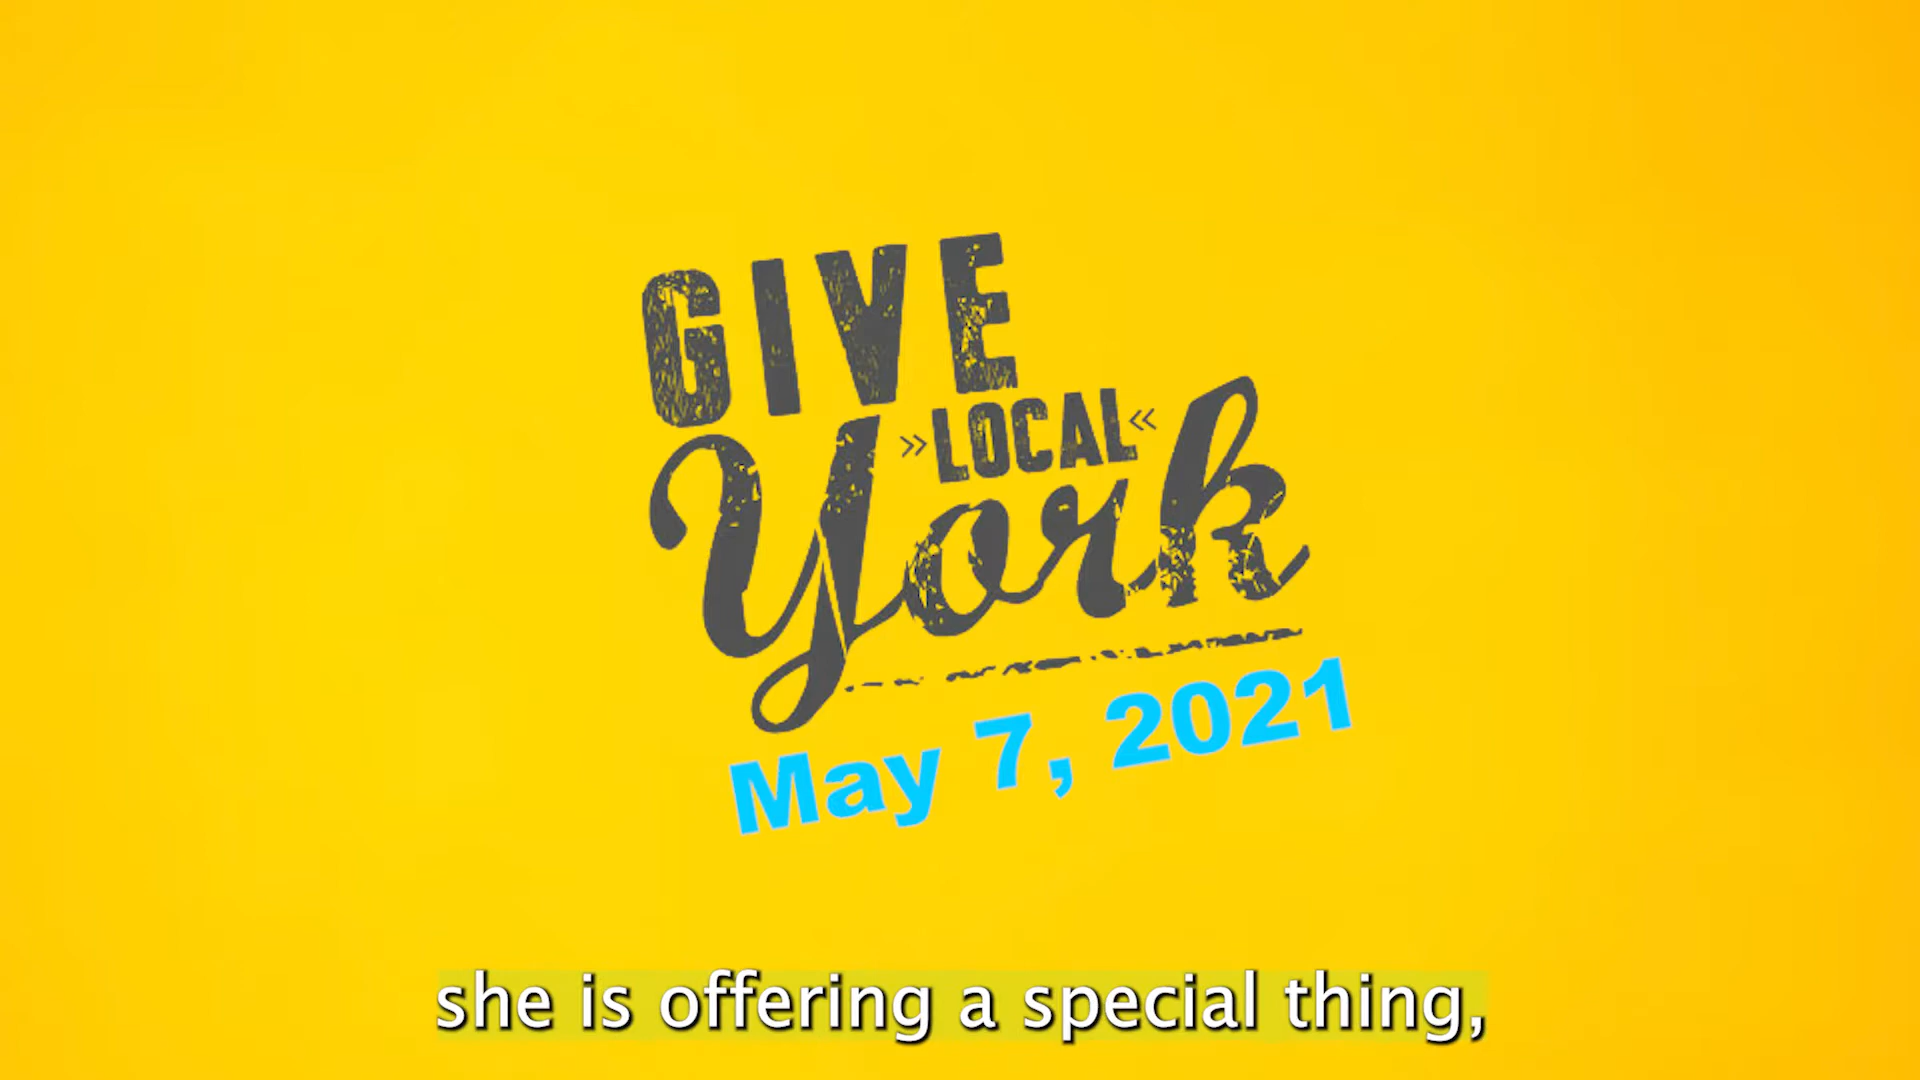 GIVE
»LOCAL«
York
May 7, 2021
she is offering a special thing,